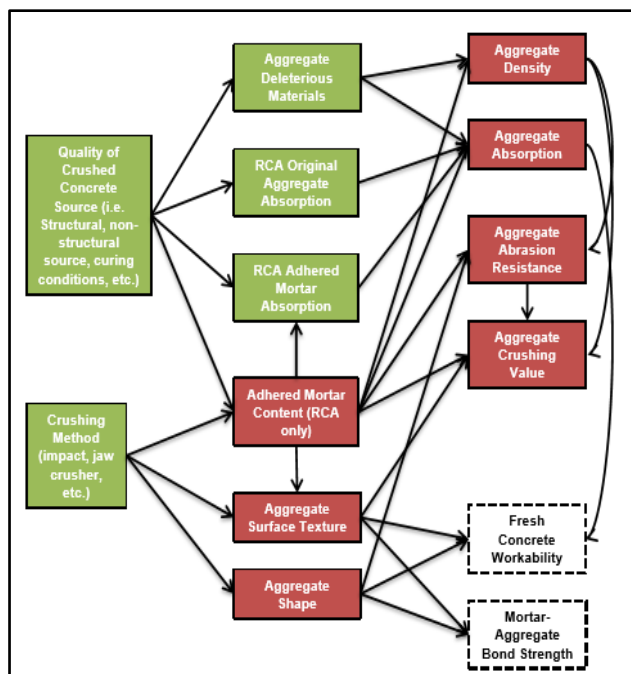 Quality of
Crushed
Concrete
Source (i.e.
Structural, non-
structural
source, curing
conditions, etc.)
Crushing
Method
(impact, jaw
crusher,
etc.)
Aggregate
Deleterious
Materials
RCA Original
Aggregate
Absorption
RCA Adhered
Mortar
Absorption
Adhered Mortar
Content (RCA
only)
Aggregate
Surface Texture
Aggregate
Shape
Aggregate
Density
Aggregate
Absorption
Aggregate
Abrasion
Resistance
Aggregate
Crushing
Value
Fresh
Concrete
Workability
Mortar-
Aggregate
Bond Strength